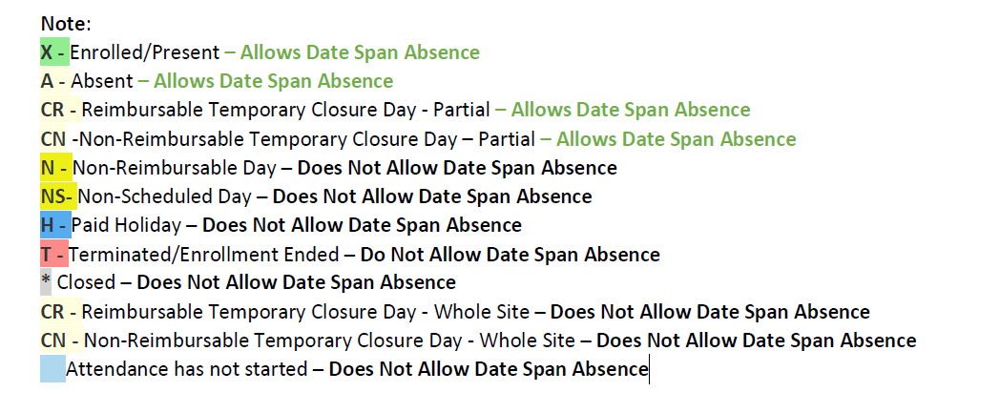 Note:
X - Enrolled/Present – Allows Date Span Absence
A - Absent – Allows Date Span Absence
CR - Reimbursable Temporary Closure Day - Partial – Allows Date Span Absence
CN -Non-Reimbursable Temporary Closure Day – Partial – Allows Date Span Absence
N - Non-Reimbursable Day – Does Not Allow Date Span Absence
NS- Non-Scheduled Day – Does Not Allow Date Span Absence
H - Paid Holiday – Does Not Allow Date Span Absence
T - Terminated/Enrollment Ended – Do Not Allow Date Span Absence
* Closed – Does Not Allow Date Span Absence
CR - Reimbursable Temporary Closure Day - Whole Site – Does Not Allow Date Span Absence
CN - Non-Reimbursable Temporary Closure Day - Whole Site – Does Not Allow Date Span Absence
Attendance has not started – Does Not Allow Date Span Absence